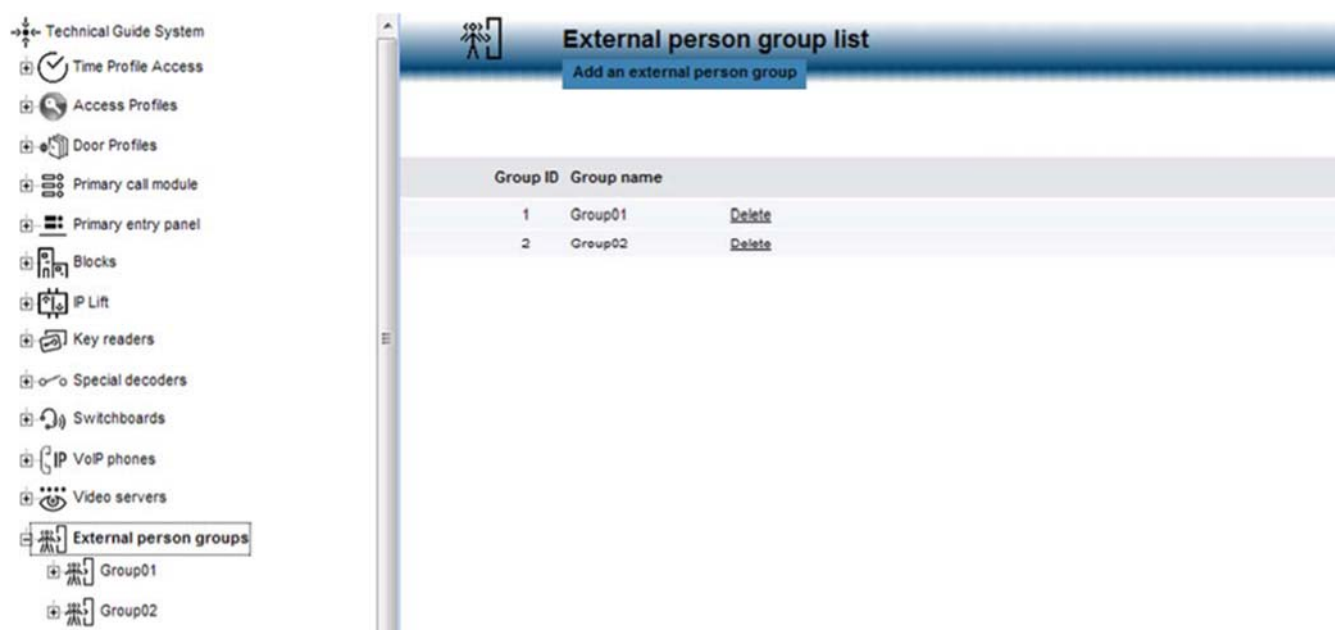 Technical Guide System
Time Profile Access
Access Profiles
Door Profiles
Primary call module
Primary entry panel
Blocks
IP Lift
Key readers
Special decoders
Switchboards
IP VoIP phones
Video servers
External person groups
Group01
Group02
External person group list
Add an external person group
Group ID Group name
1 Group01 Delete
2 Group02 Delete